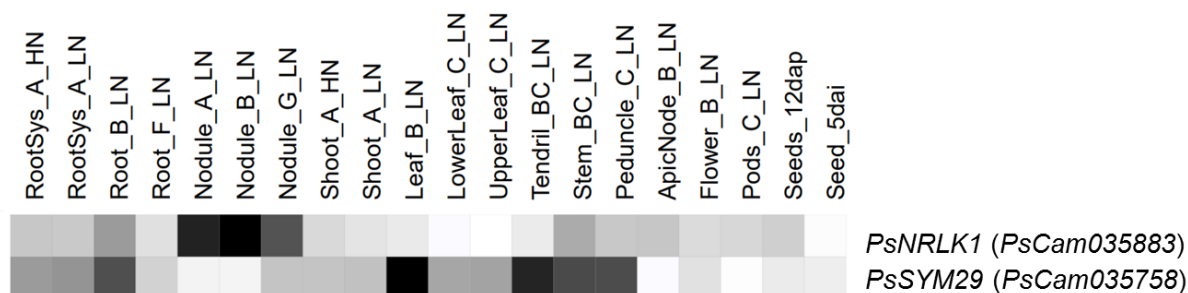 RootSys_A_HN
RootSys_A_LN
Root_B_LN
Root_F_LN
Nodule_A_LN
Nodule_B_LN
Nodule_G_LN
Shoot_A_HN
Shoot_A_LN
Leaf_B_LN
LowerLeaf_C_LN
UpperLeaf_C_LN
Tendril_BC_LN
Stem_BC_LN
Peduncle_C_LN
ApicNode_B_LN
Flower_B_LN
Pods_C_LN
Seeds_12dap
Seed_5dai
PsNRLK1 (PsCam035883)
PsSYM29 (PsCam035758)